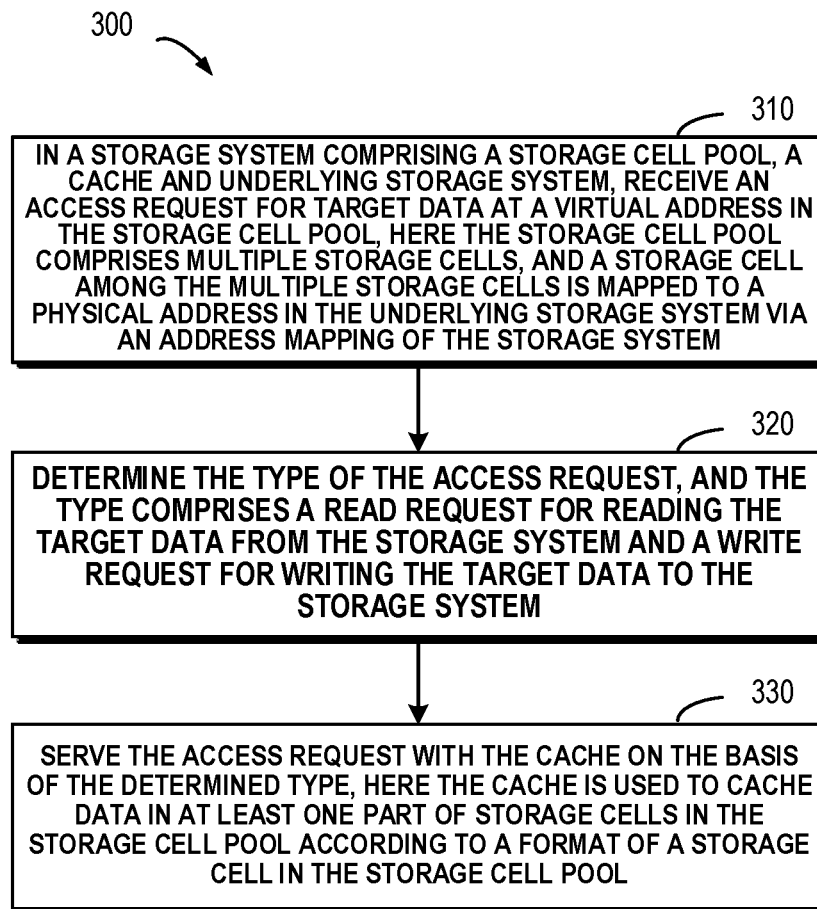 300
310
IN A STORAGE SYSTEM COMPRISING A STORAGE CELL POOL, A
CACHE AND UNDERLYING STORAGE SYSTEM, RECEIVE AN
ACCESS REQUEST FOR TARGET DATA AT A VIRTUAL ADDRESS IN
THE STORAGE CELL POOL, HERE THE STORAGE CELL POOL
COMPRISES MULTIPLE STORAGE CELLS, AND A STORAGE CELL
AMONG THE MULTIPLE STORAGE CELLS IS MAPPED TO A
PHYSICAL ADDRESS IN THE UNDERLYING STORAGE SYSTEM VIA
AN ADDRESS MAPPING OF THE STORAGE SYSTEM
320
DETERMINE THE TYPE OF THE ACCESS REQUEST, AND THE
TYPE COMPRISES A READ REQUEST FOR READING THE
TARGET DATA FROM THE STORAGE SYSTEM AND A WRITE
REQUEST FOR WRITING THE TARGET DATA TO THE
STORAGE SYSTEM
330
SERVE THE ACCESS REQUEST WITH THE CACHE ON THE BASIS
OF THE DETERMINED TYPE, HERE THE CACHE IS USED TO CACHE
DATA IN AT LEAST ONE PART OF STORAGE CELLS IN THE
STORAGE CELL POOL ACCORDING TO A FORMAT OF A STORAGE
CELL IN THE STORAGE CELL POOL